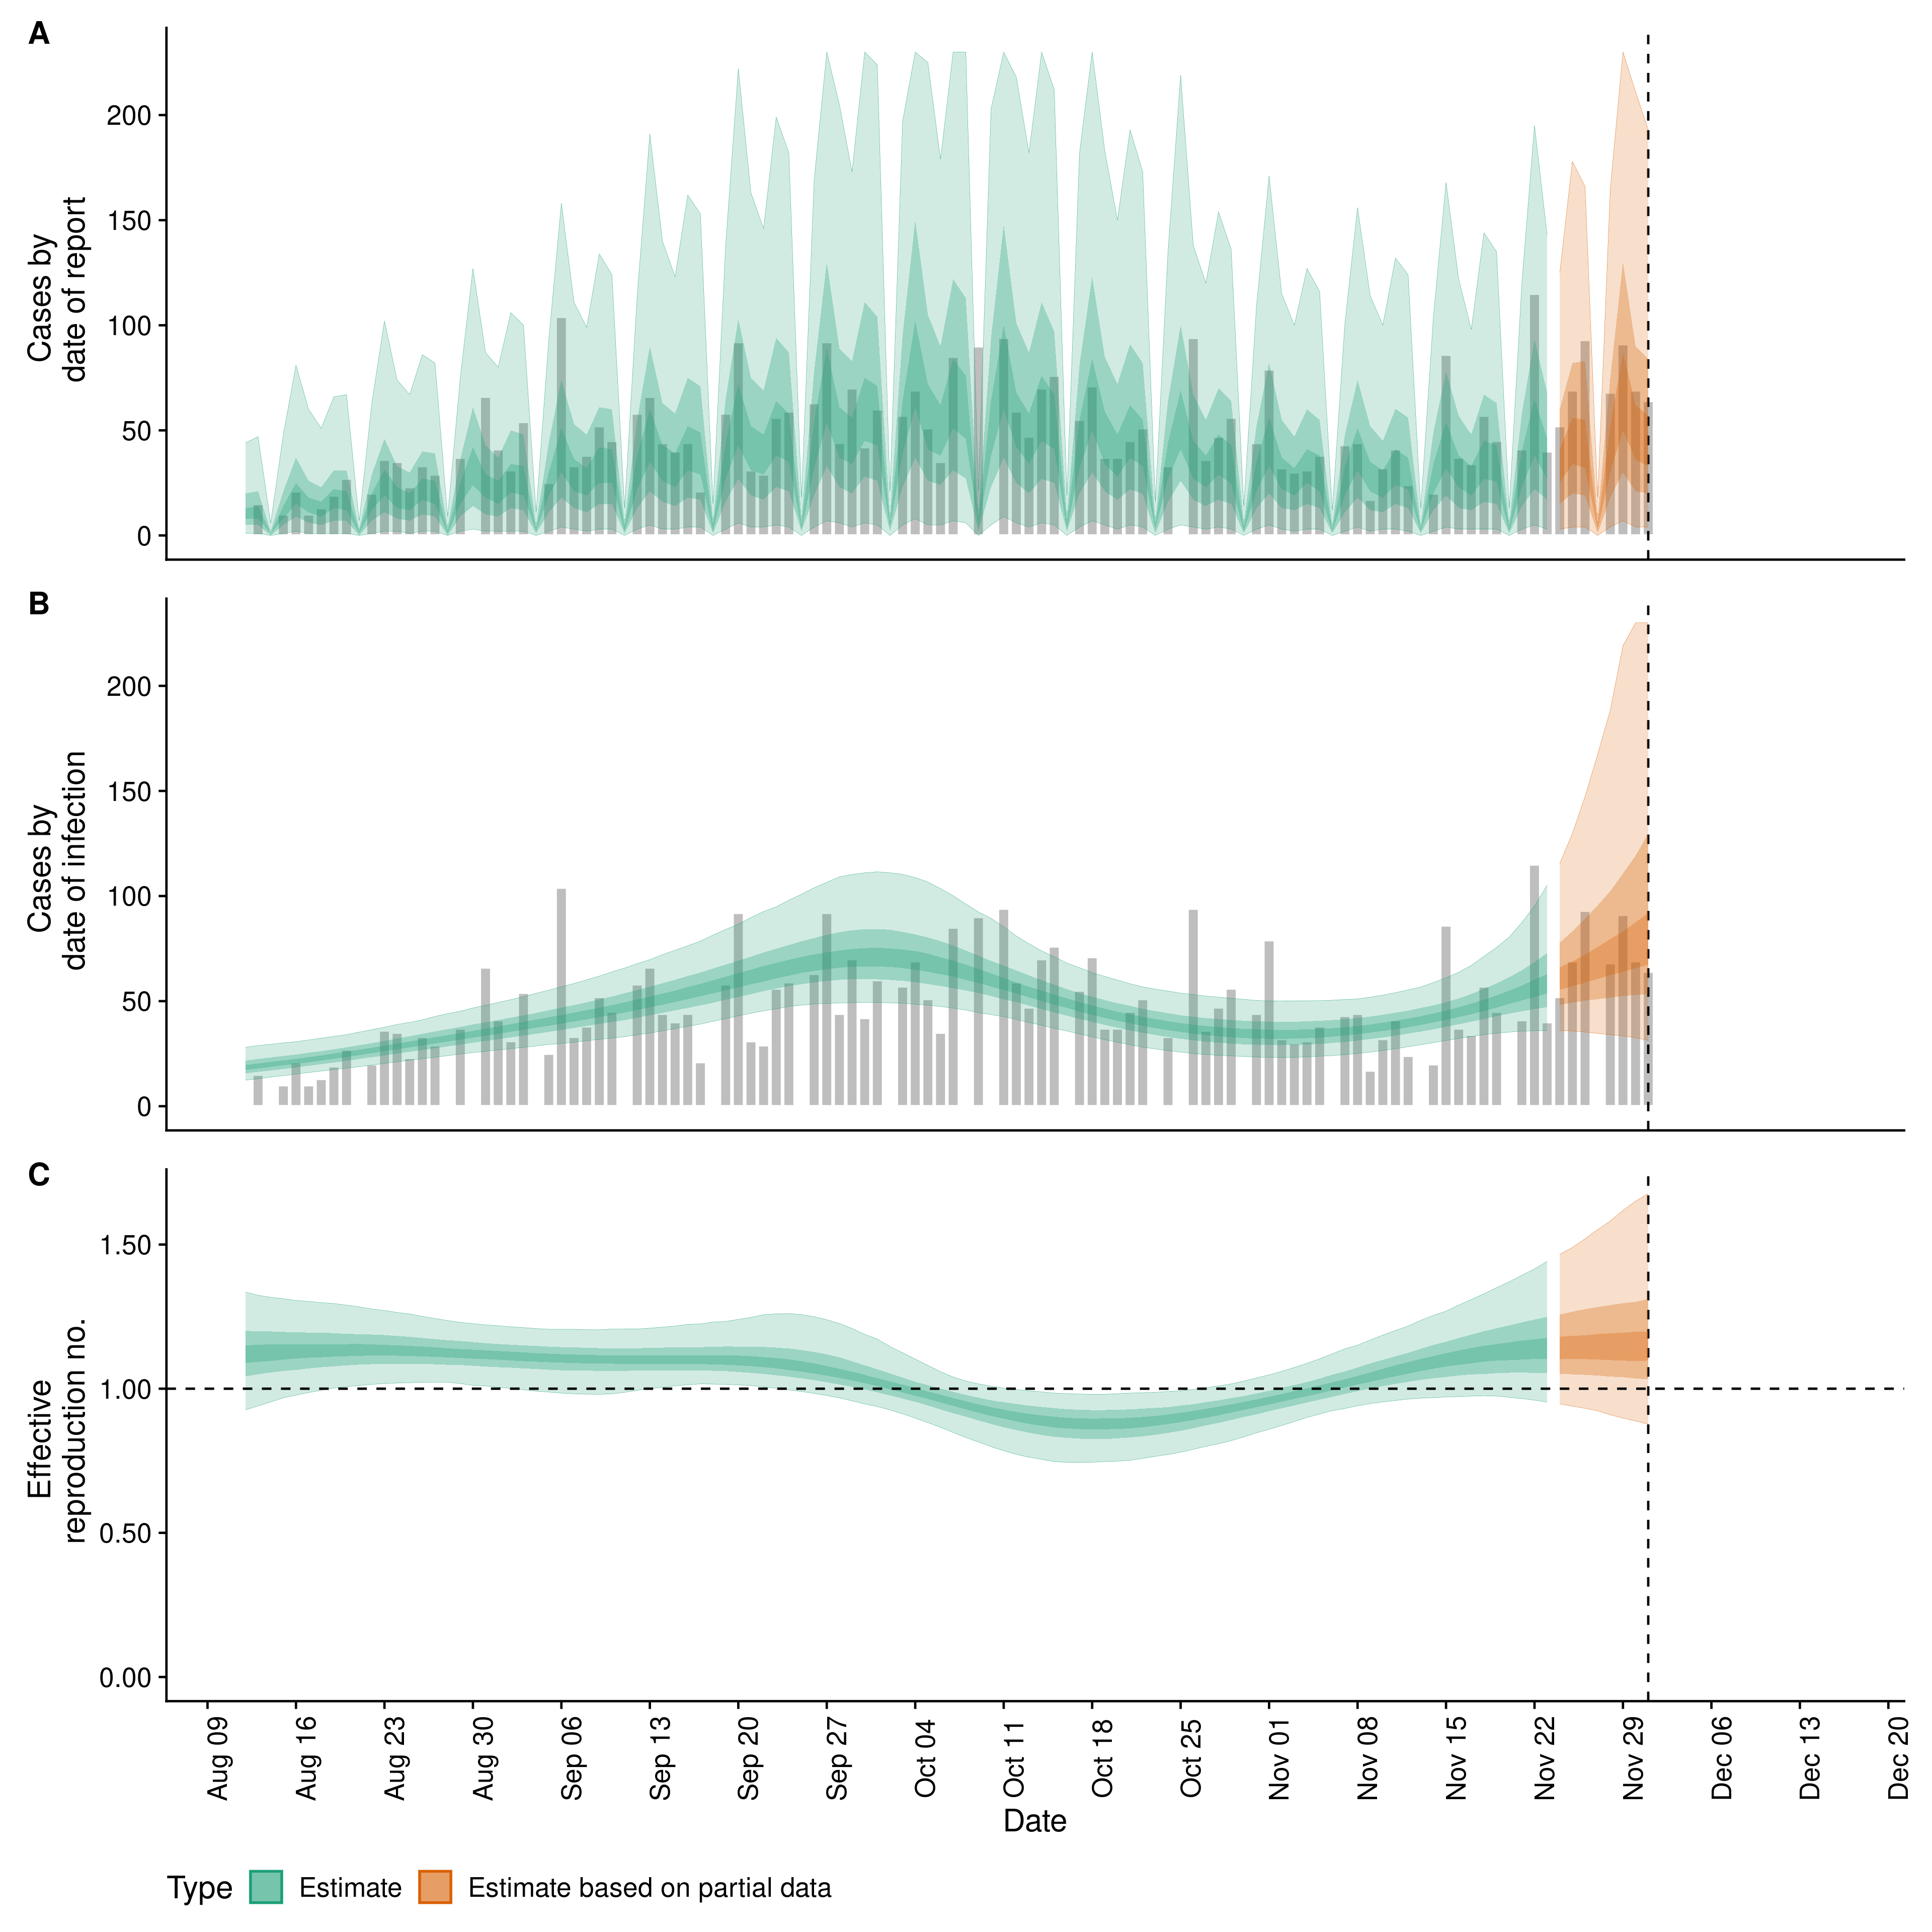 A
Cases by
date of report
200
150
100
50
0
B
Cases by
date of infection
200
150
100
50
0
C
Effective
reproduction no.
1.50
1.00
0.50
0.00
Aug 09
Aug 16
Aug 23
Aug 30
Sep 06
Sep 13
Sep 20
Sep 27
Oct 04
Oct 11
Oct 18
Oct 25
Nov 01
Nov 08
Nov 15
Nov 22
Nov 29
Dec 06
Dec 13
Dec 20
Date
Type Estimate Estimate based on partial data